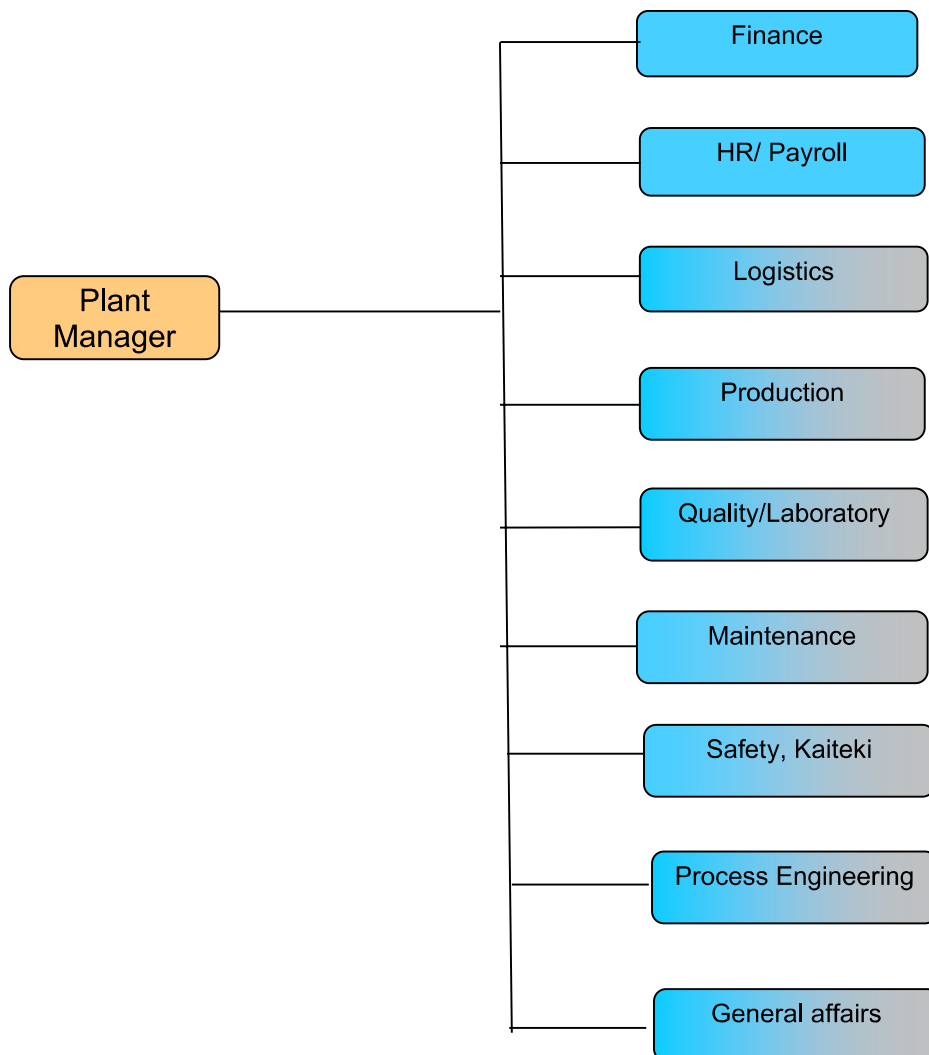 Finance
HR/ Payroll
Logistics
Plant
Manager
Production
Quality/Laboratory
Maintenance
Safety, Kaiteki
Process Engineering
General affairs